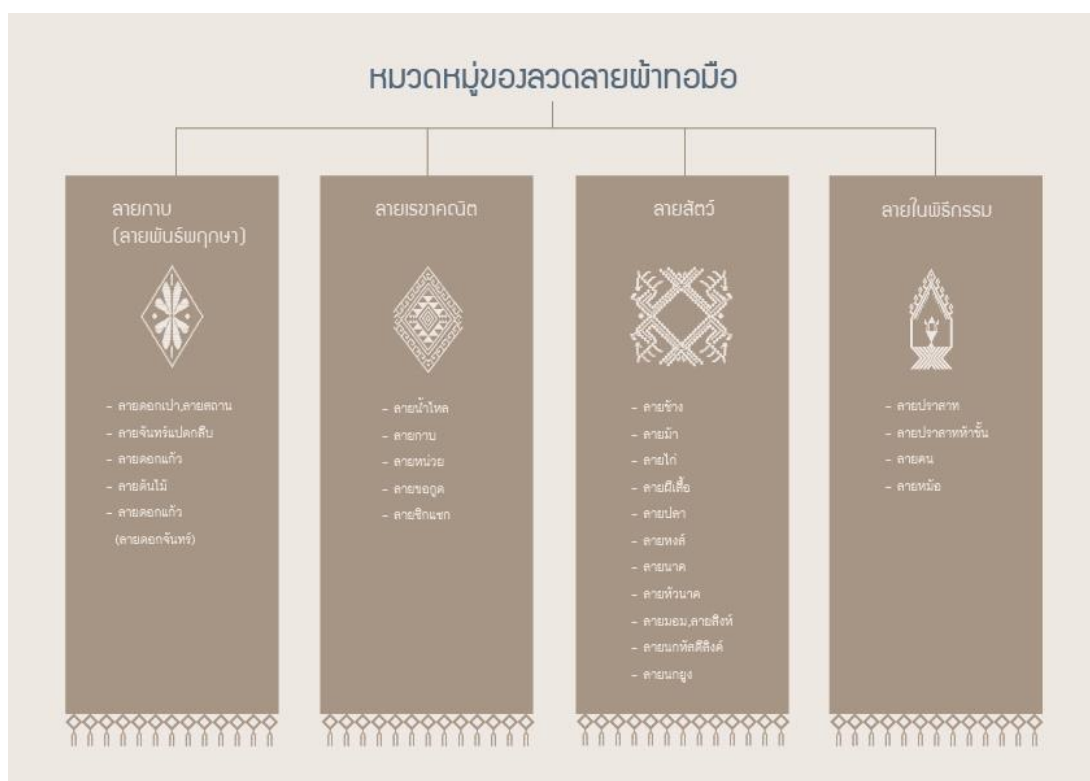 หมวดหมู่ของลวดลายผ้าทอมือ
ลายกาบ
(ลายพันธ์พฤกษา)
- ลายดอกเปา,ลายสถาน
- ลายจันทร์แปดกลีบ
- ลายดอกแก้ว
- ลายต้นไม้
- ลายดอกแก้ว
(ลายดอกจันทร์)
ลายเรขาคณิต
- ลายน้ำไหล
- ลายกาบ
- ลายหน่วย
- ลายขอกูด
- ลายซิกแซก
ลายสัตว์
- ลายช้าง
- ลายม้า
- ลายไก่
- ลายผีเสื้อ
- ลายปลา
- ลายหงส์
- ลายนาค
- ลายหัวนาค
- ลายมอม,ลายสิงห์
- ลายนกหัสดีลิงค์
- ลายนกยูง
ลายในพิธีกรรม
- ลายปราสาท
- ลายปราสาทห้าชั้น
- ลายคน
- ลายหม้อ